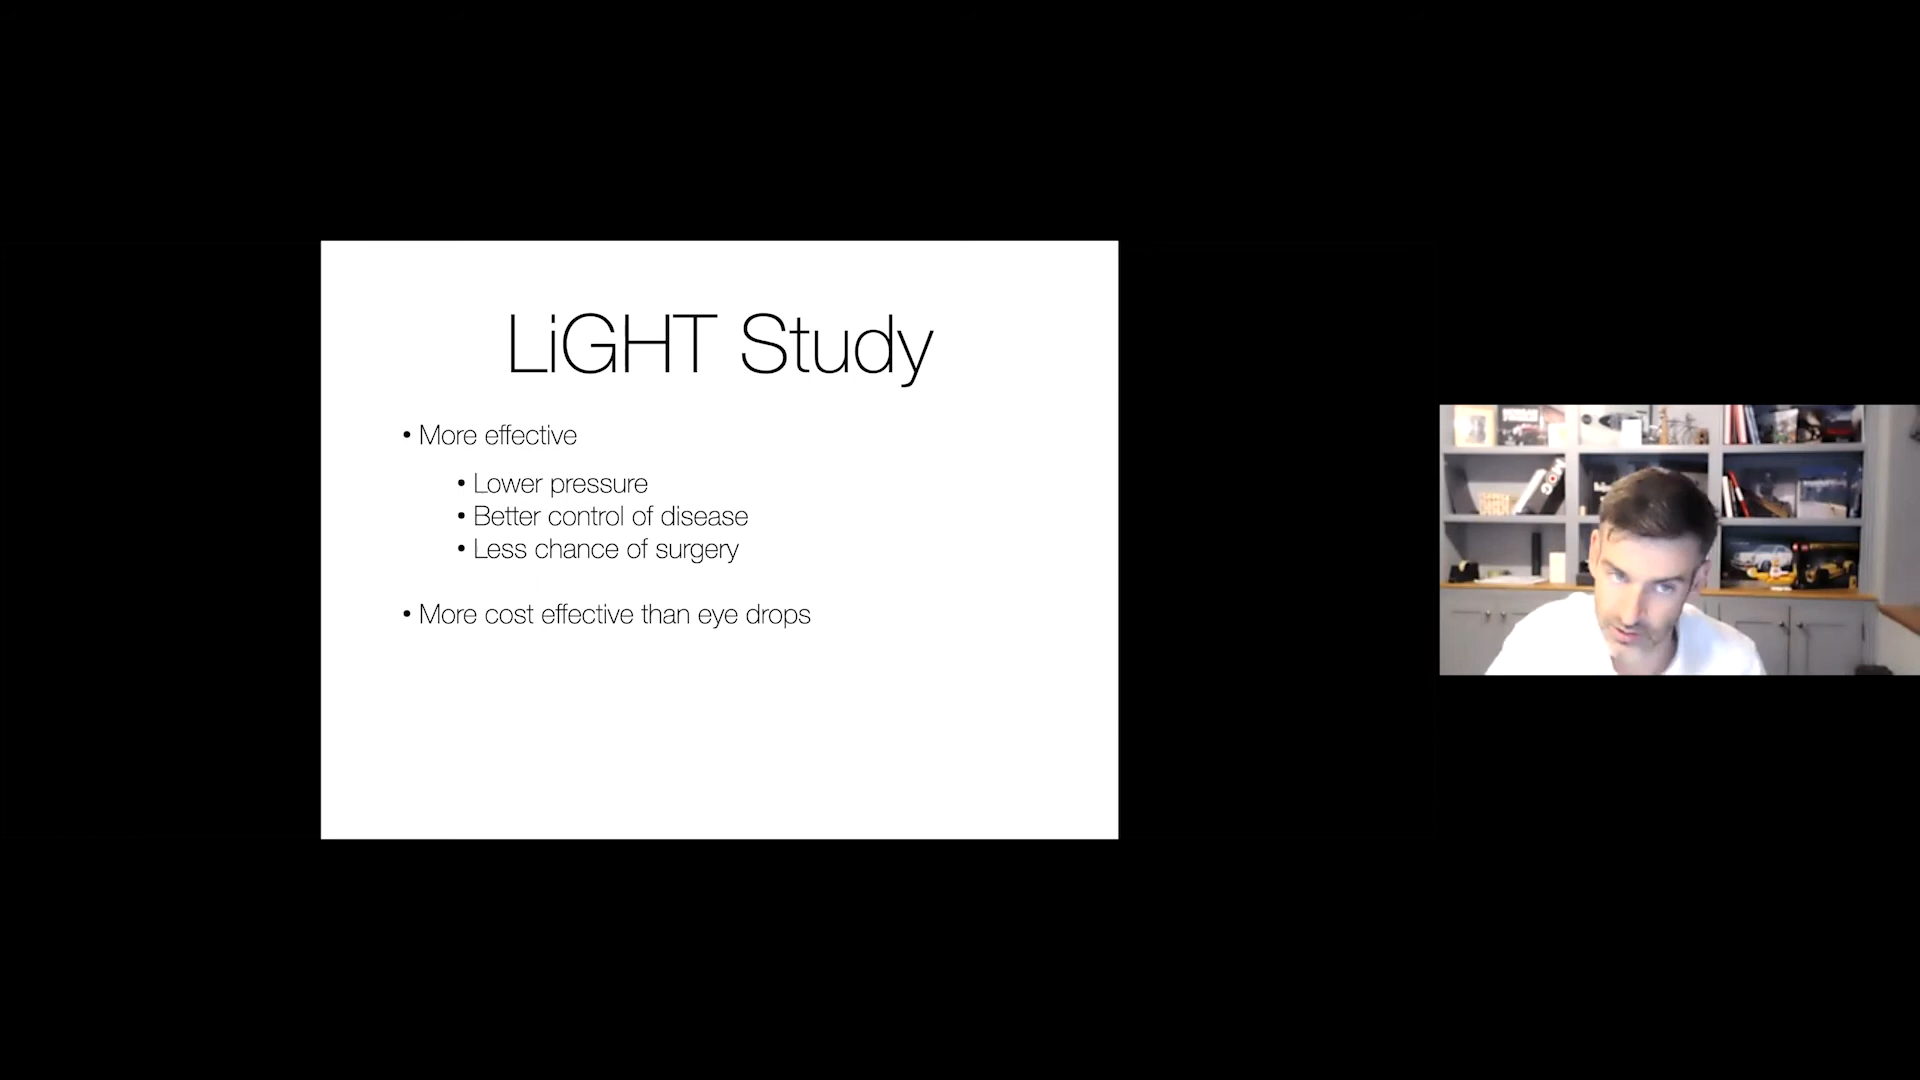 LiGHT Study
• More effective
• Lower pressure
• Better control of disease
• Less chance of surgery
• More cost effective than eye drops